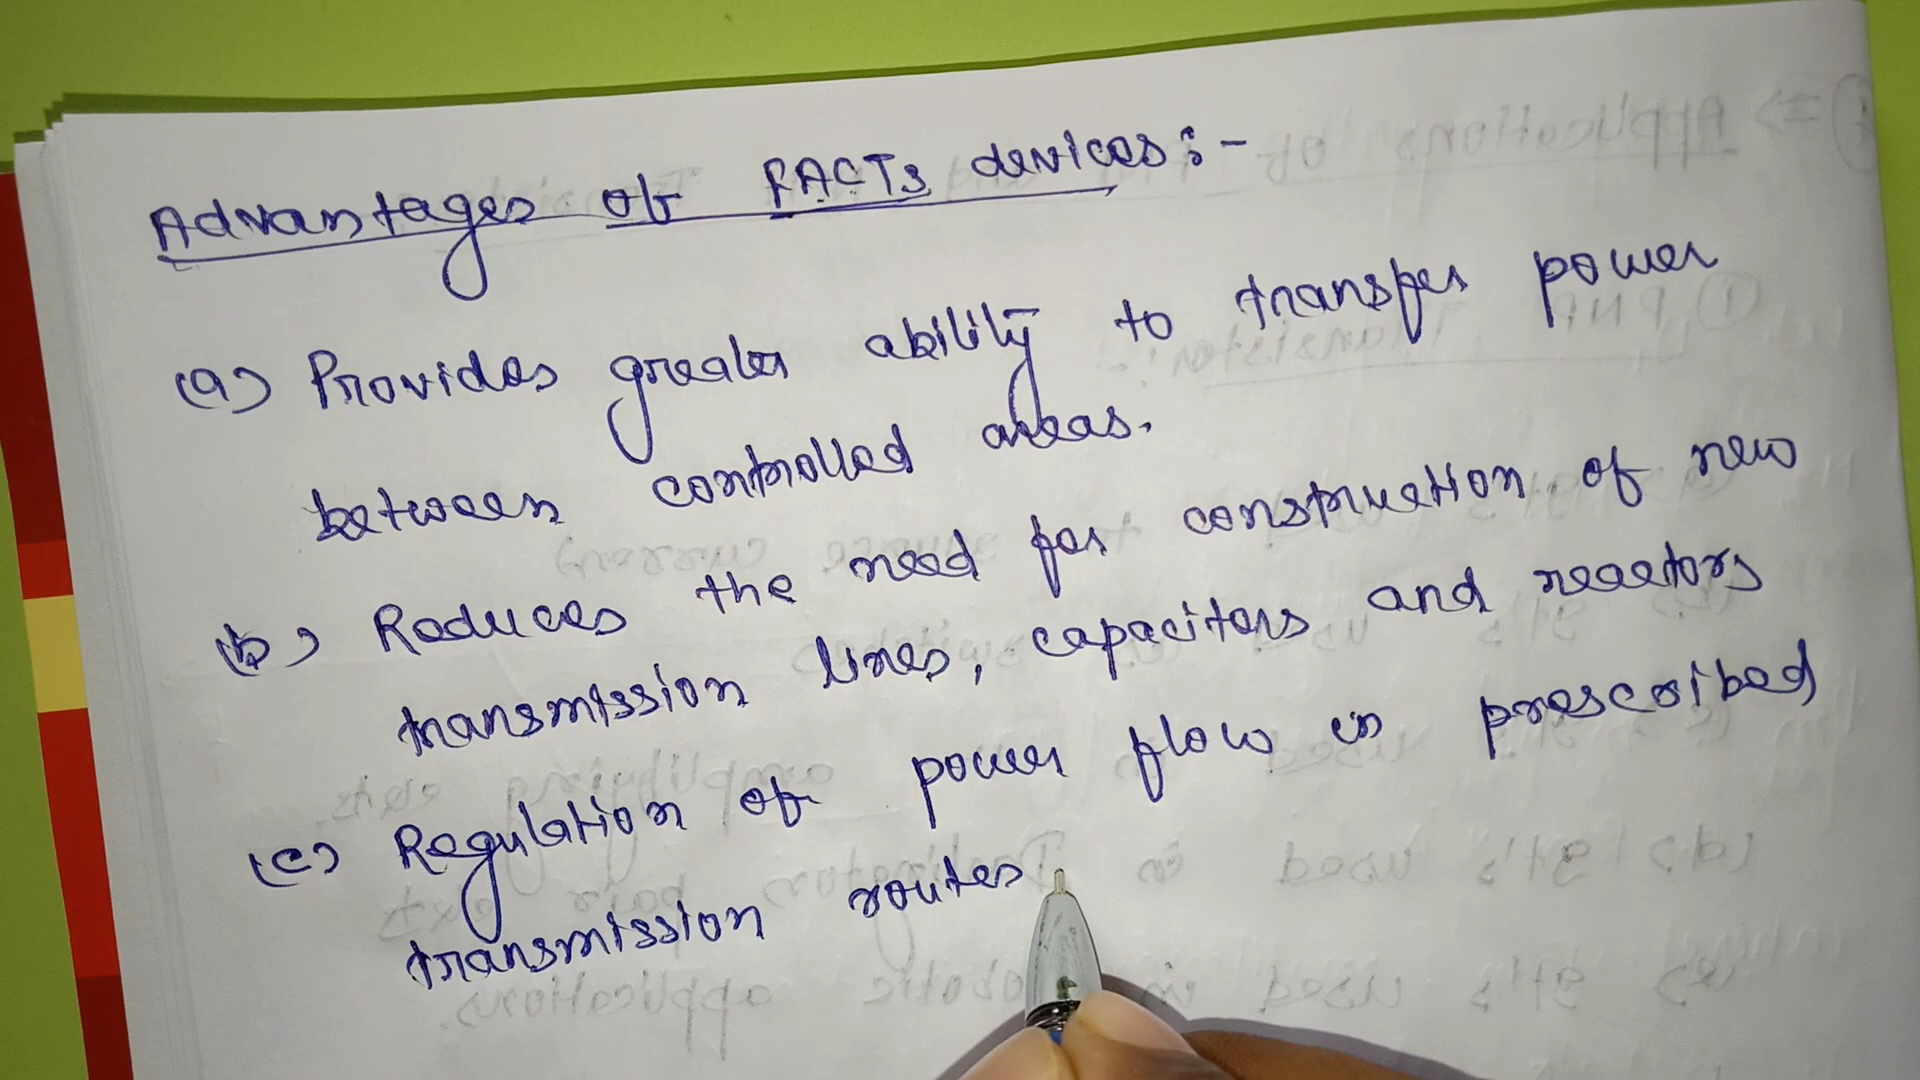 Advantages of FACTs devices:-
(a) Provides greater ability to transfer power
between controlled areas.
(b) Reduces the need for construction of new
transmission lines, capacitors and reactors
(c) Regulation of power flow in prescribed
transmission routes